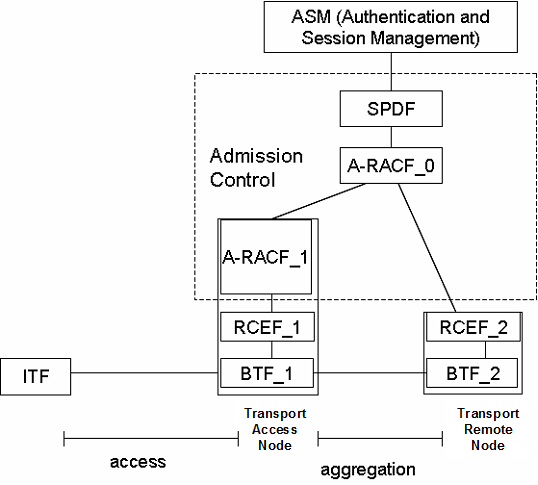 ASM (Authentication and
Session Management)
SPDF
Admission
Control
A-RACF_0
A-RACF_1
RCEF_1
RCEF_2
ITF
BTF_1
BTF_2
Transport
Access
Node
Transport
Remote
Node
access
aggregation